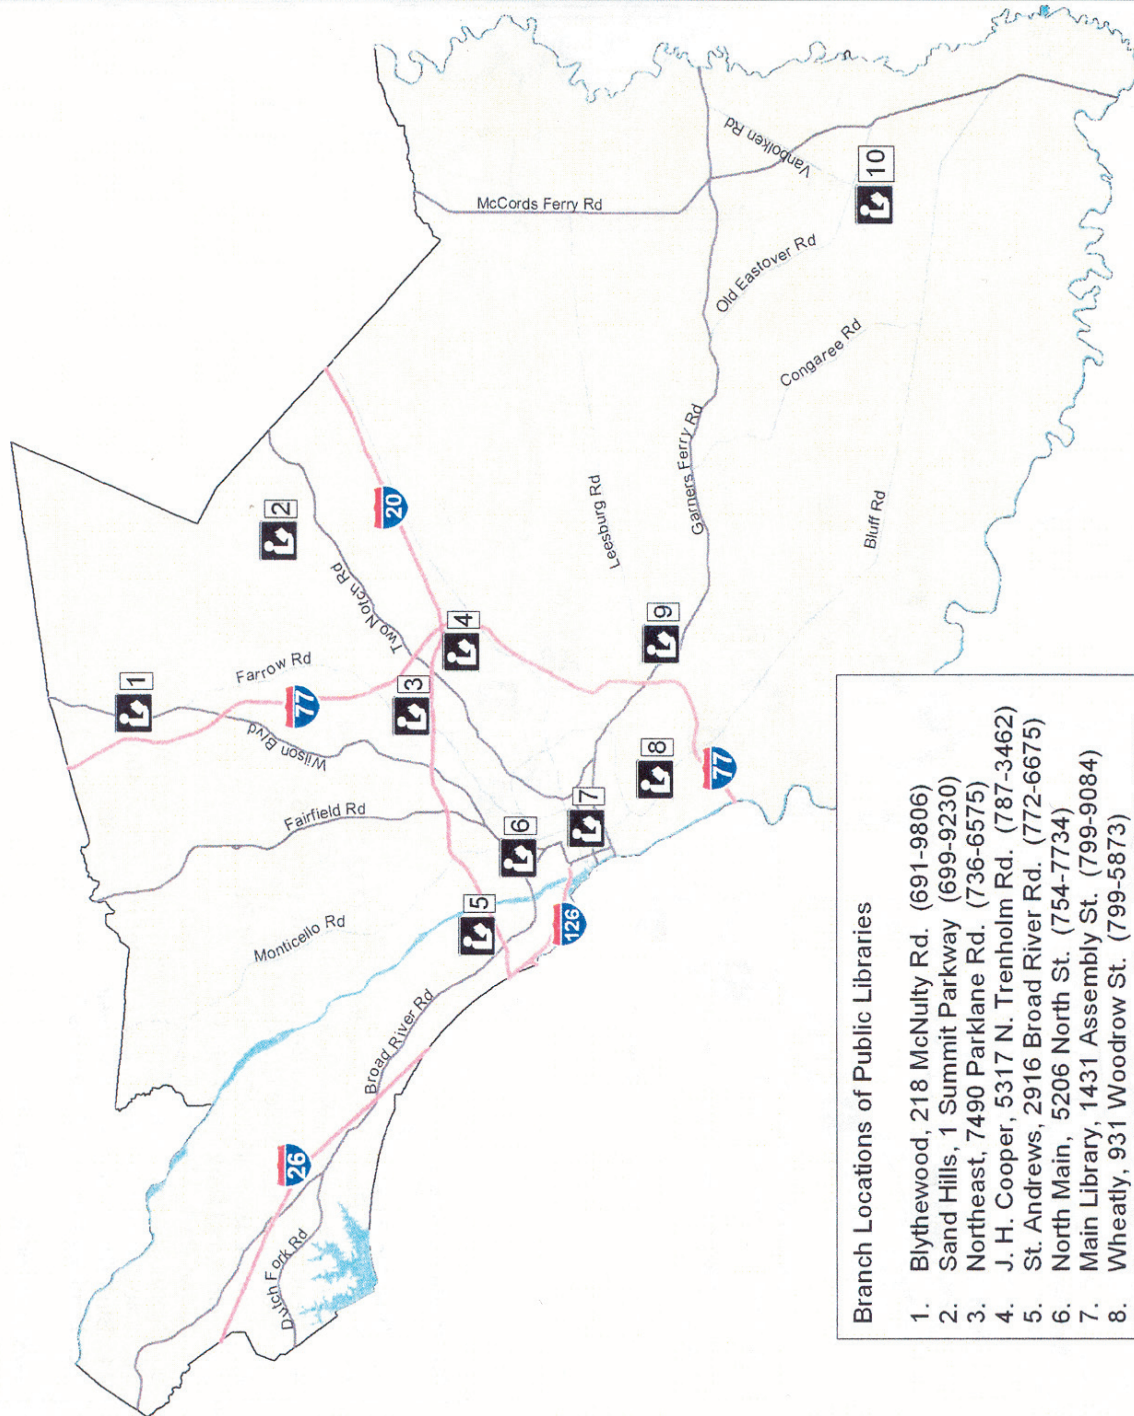 1
Farrow Rd
77
Wilson Blvd
Fairfield Rd
Monticello Rd
2
Two Notch Rd
20
3
4
5
6
7
8
9
10
McCords Ferry Rd
Vanbolken Rd
Old Eastover Rd
Congaree Rd
Garners Ferry Rd
Leesburg Rd
Bluff Rd
77
126
Broad River Rd
26
Dutch Fork Rd
Branch Locations of Public Libraries
1. Blythewood, 218 McNulty Rd. (691-9806)
2. Sand Hills, 1 Summit Parkway (699-9230)
3. Northeast, 7490 Parklane Rd. (736-6575)
4. J. H. Cooper, 5317 N. Trenholm Rd. (787-3462)
5. St. Andrews, 2916 Broad River Rd. (772-6675)
6. North Main, 5206 North St. (754-7734)
7. Main Library, 1431 Assembly St. (799-9084)
8. Wheatly, 931 Woodrow St. (799-5873)